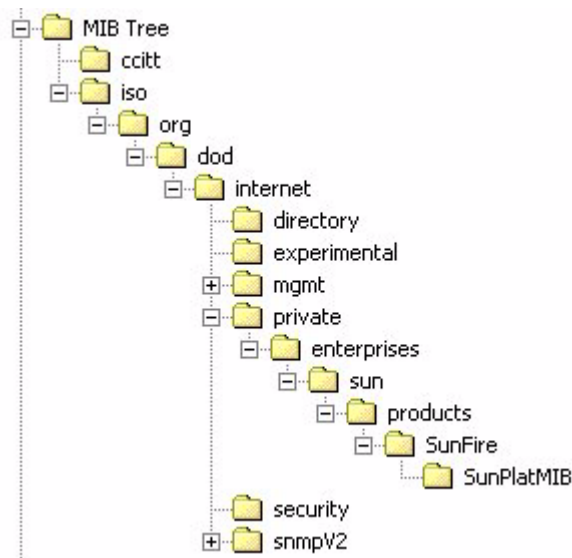 MIB Tree
ccitt
iso
org
dod
internet
directory
experimental
mgmt
private
enterprises
sun
products
SunFire
SunPlatMIB
security
snmpV2